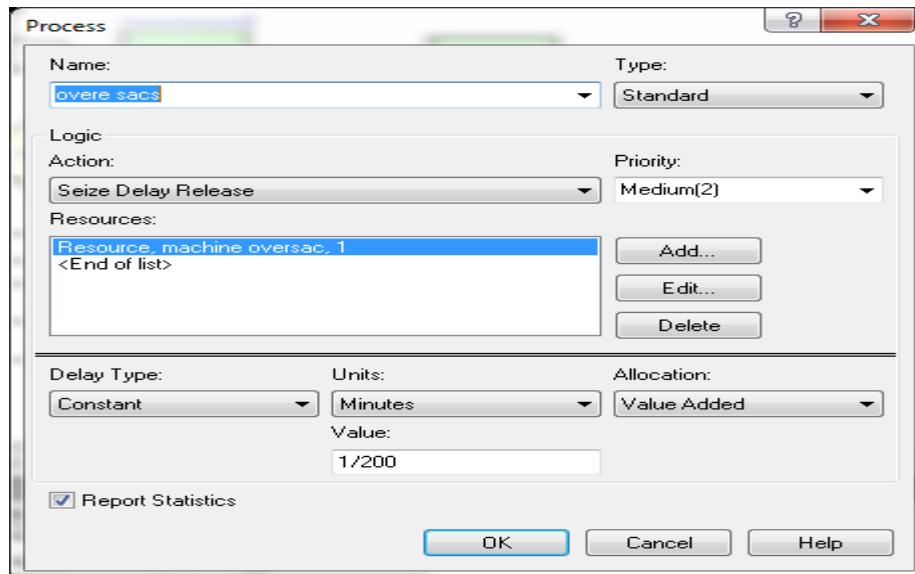 Process
Name: Type:
overe sacs Standard
Logic
Action: Priority:
Seize Delay Release Medium(2)
Resources:
Resource, machine oversac, 1
<End of list>
Add...
Edit...
Delete
Delay Type: Units: Allocation:
Constant Minutes Value Added
Value:
1/200
Report Statistics
OK Cancel Help